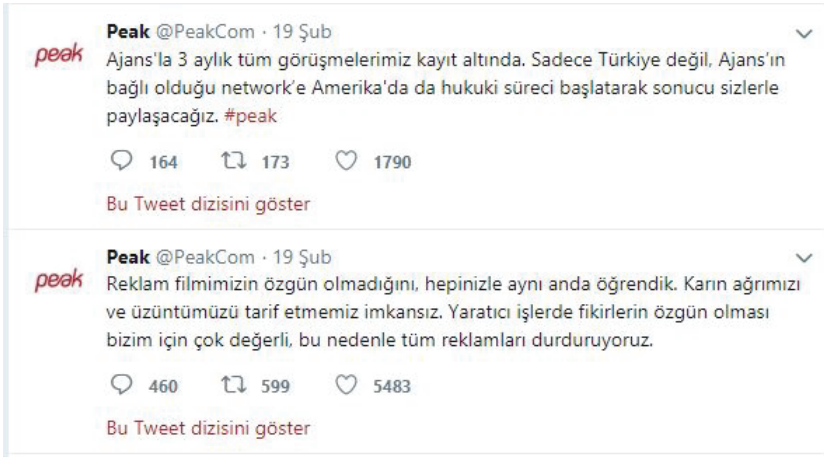 peak
Peak @PeakCom · 19 Şub
Ajans'la 3 aylık tüm görüşmelerimiz kayıt altında. Sadece Türkiye değil, Ajans’ın
bağlı olduğu network’e Amerika'da da hukuki süreci başlatarak sonucu sizlerle
paylaşacağız. #peak
164 173 1790
Bu Tweet dizisini göster
peak
Peak @PeakCom · 19 Şub
Reklam filmimizin özgün olmadığını, hepinizle aynı anda öğrendik. Karın ağrımızı
ve üzüntümüzü tarif etmemiz imkansız. Yaratıcı işlerde fikirlerin özgün olması
bizim için çok değerli, bu nedenle tüm reklamları durduruyoruz.
460 599 5483
Bu Tweet dizisini göster